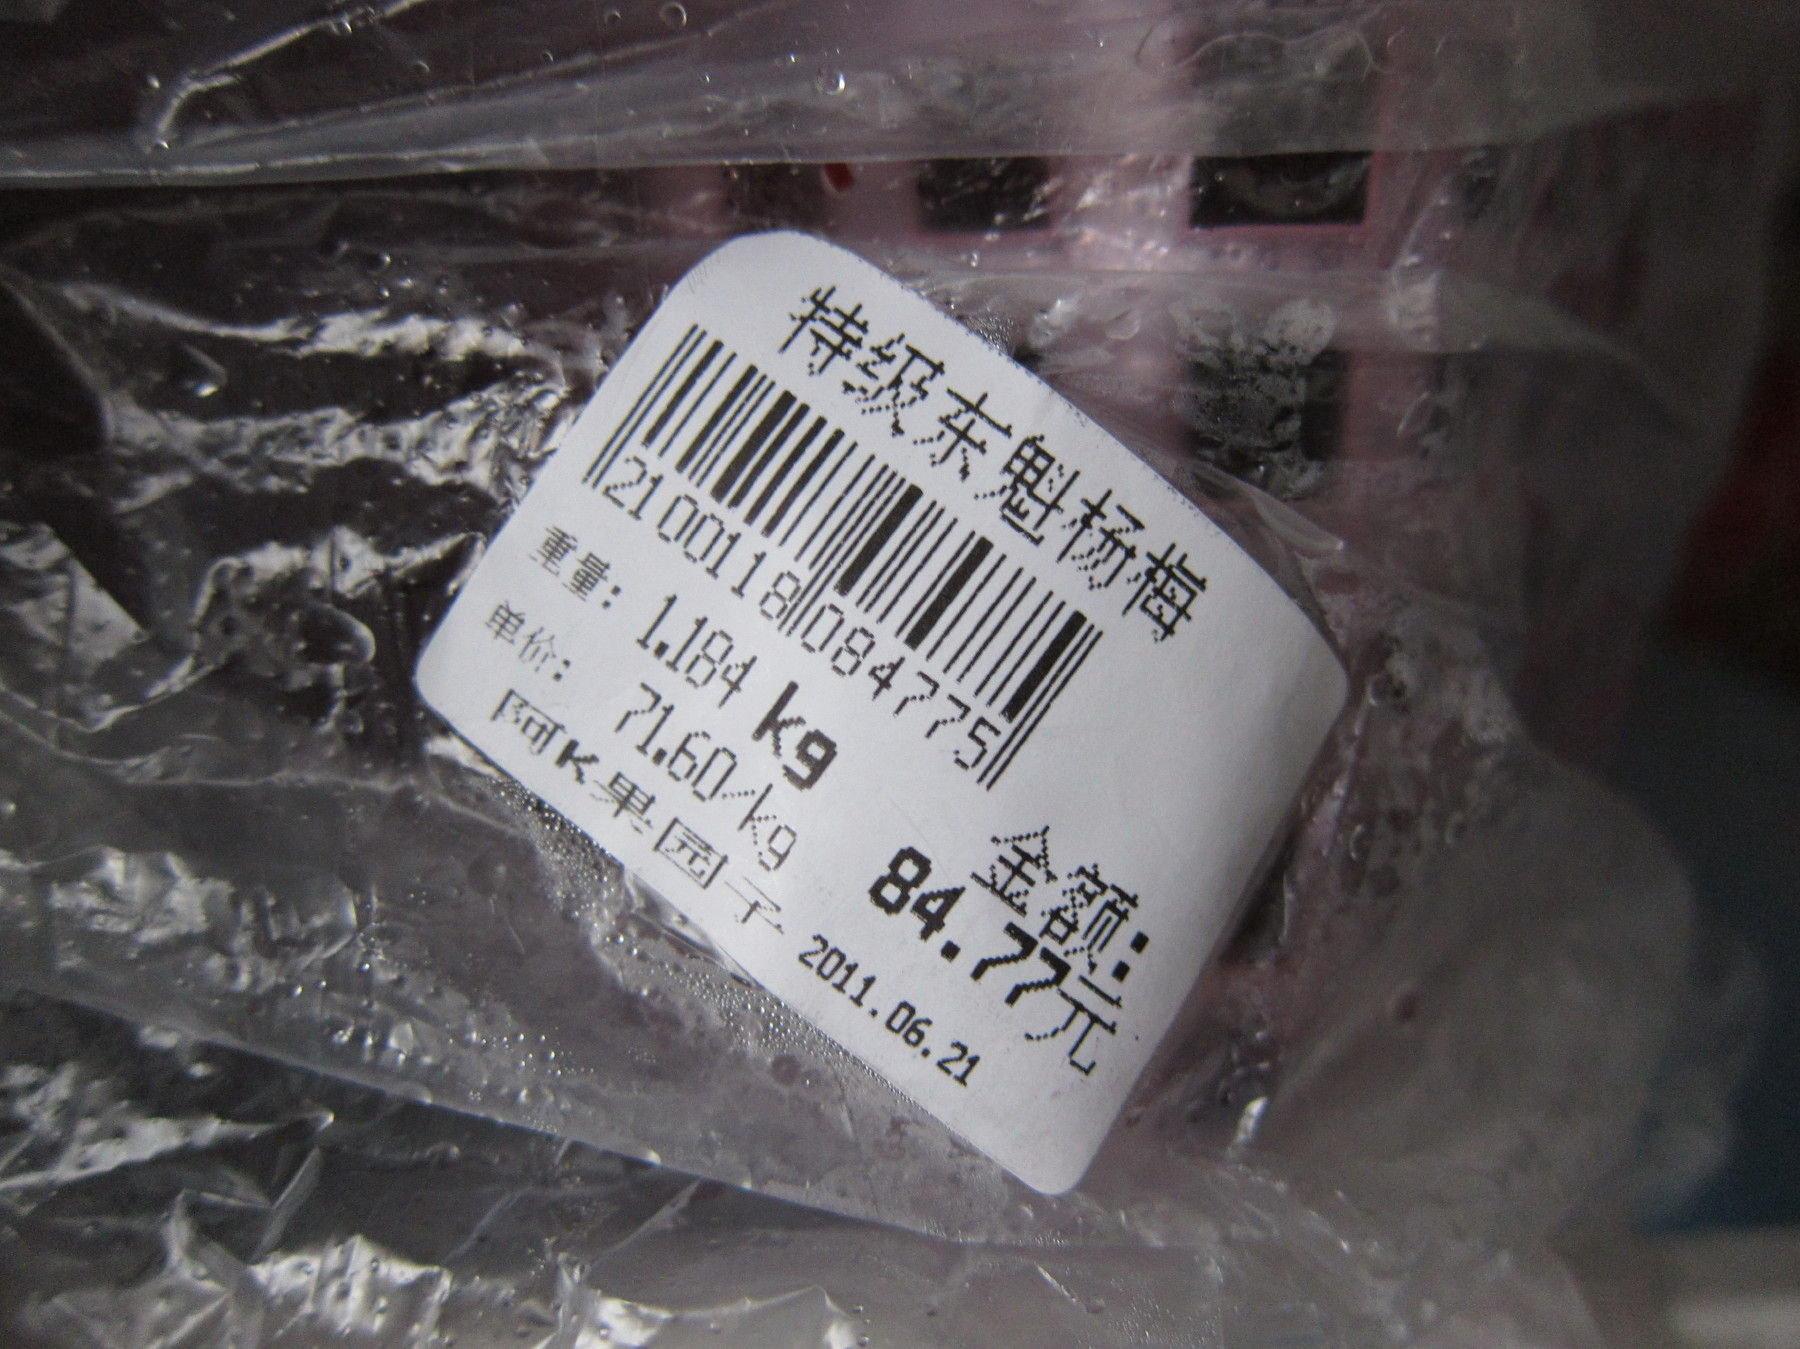 特级东魁杨梅
2100118084775
重量: 1.184 kg
单价: 71.60/kg
金额:
84.77元
阿K果园子 2011.06.21